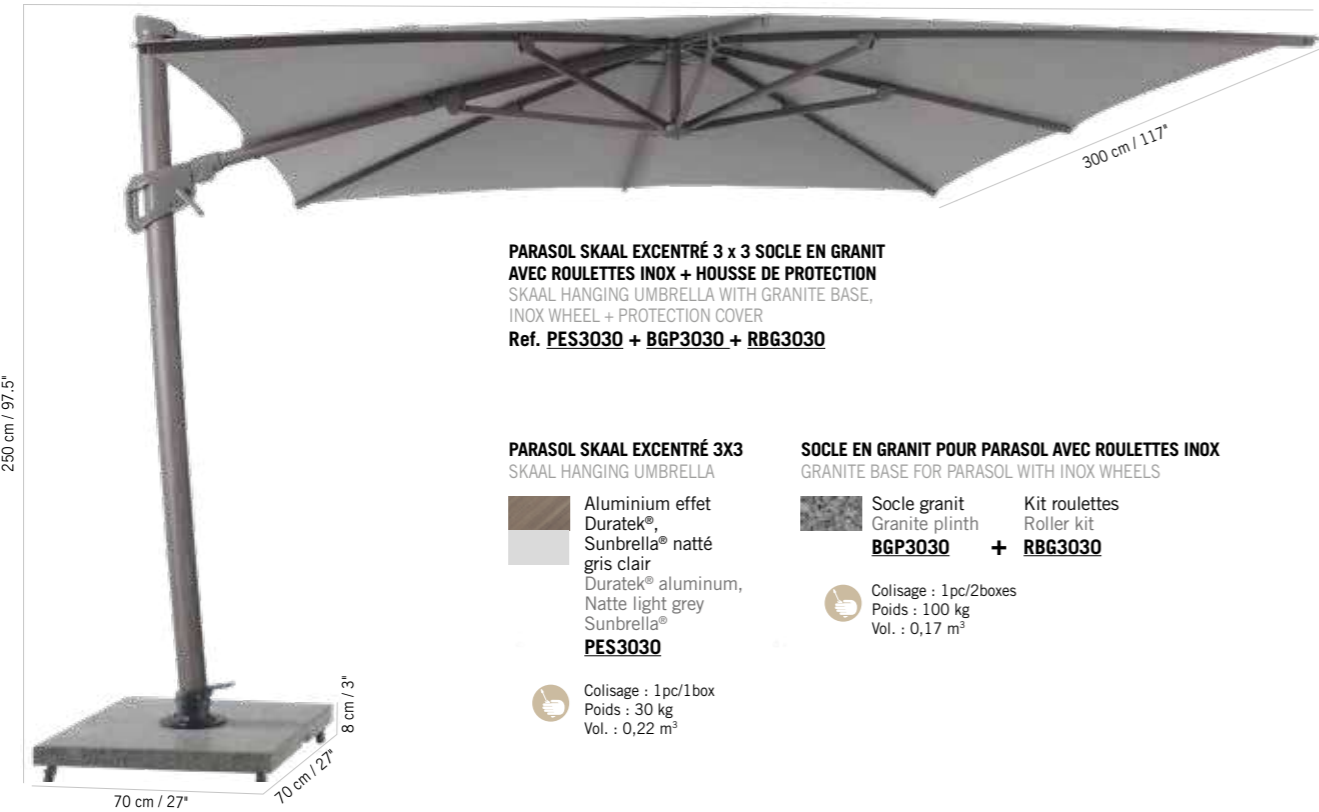 300 cm / 117"
PARASOL SKAAL EXCENTRÉ 3 x 3 SOCLE EN GRANIT
AVEC ROULETTES INOX + HOUSSE DE PROTECTION
SKAAL HANGING UMBRELLA WITH GRANITE BASE,
INOX WHEEL + PROTECTION COVER
Ref. PES3030 + BGP3030 + RBG3030
250 cm / 97.5"
PARASOL SKAAL EXCENTRÉ 3X3
SKAAL HANGING UMBRELLA
Aluminium effet
Duratek®,
Sunbrella® natté
gris clair
Duratek® aluminum,
Natte light grey
Sunbrella®
PES3030
Colisage : 1pc/1box
Poids : 30 kg
Vol. : 0,22 m³
SOCLE EN GRANIT POUR PARASOL AVEC ROULETTES INOX
GRANITE BASE FOR PARASOL WITH INOX WHEELS
Socle granit
Granite plinth
BGP3030
+
Kit roulettes
Roller kit
RBG3030
Colisage : 1pc/2boxes
Poids : 100 kg
Vol. : 0,17 m³
8 cm / 3"
70 cm / 27"
70 cm / 27"